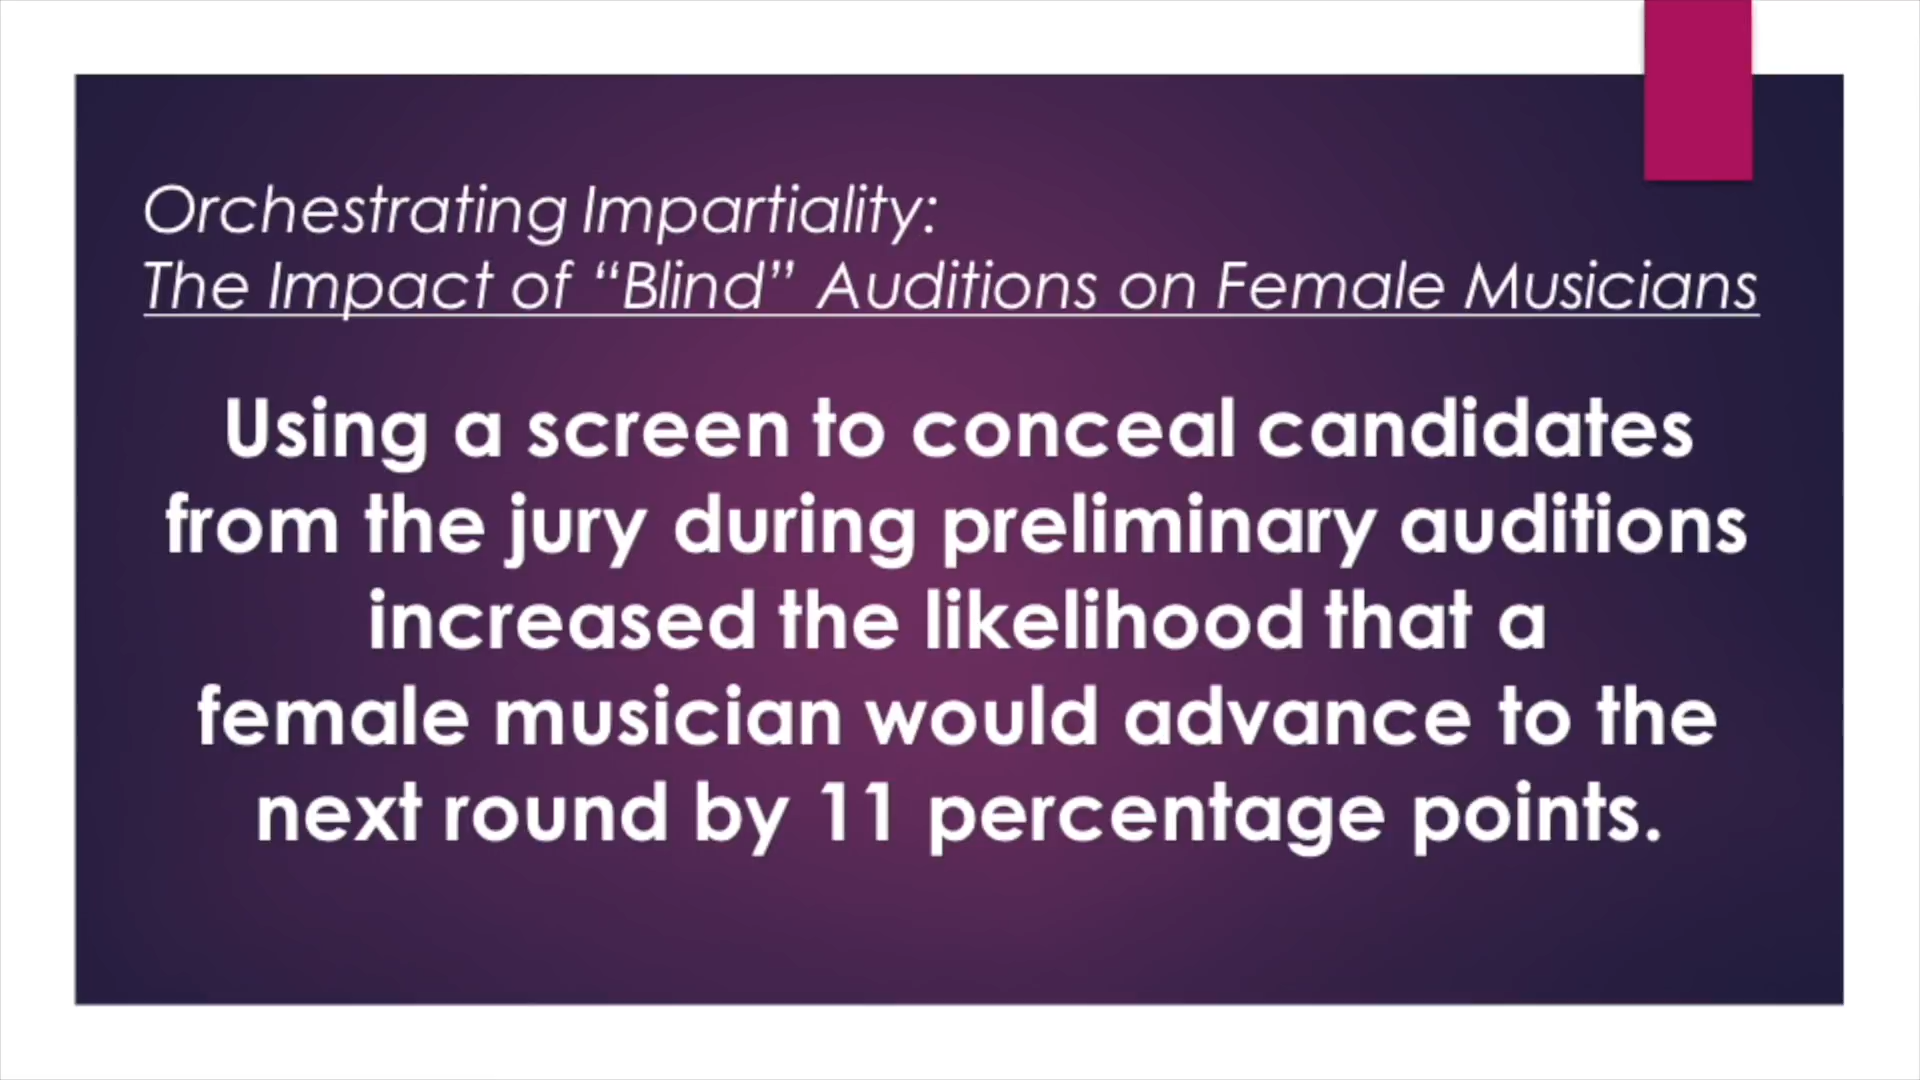 Orchestrating Impartiality:
The Impact of “Blind” Auditions on Female Musicians
Using a screen to conceal candidates
from the jury during preliminary auditions
increased the likelihood that a
female musician would advance to the
next round by 11 percentage points.